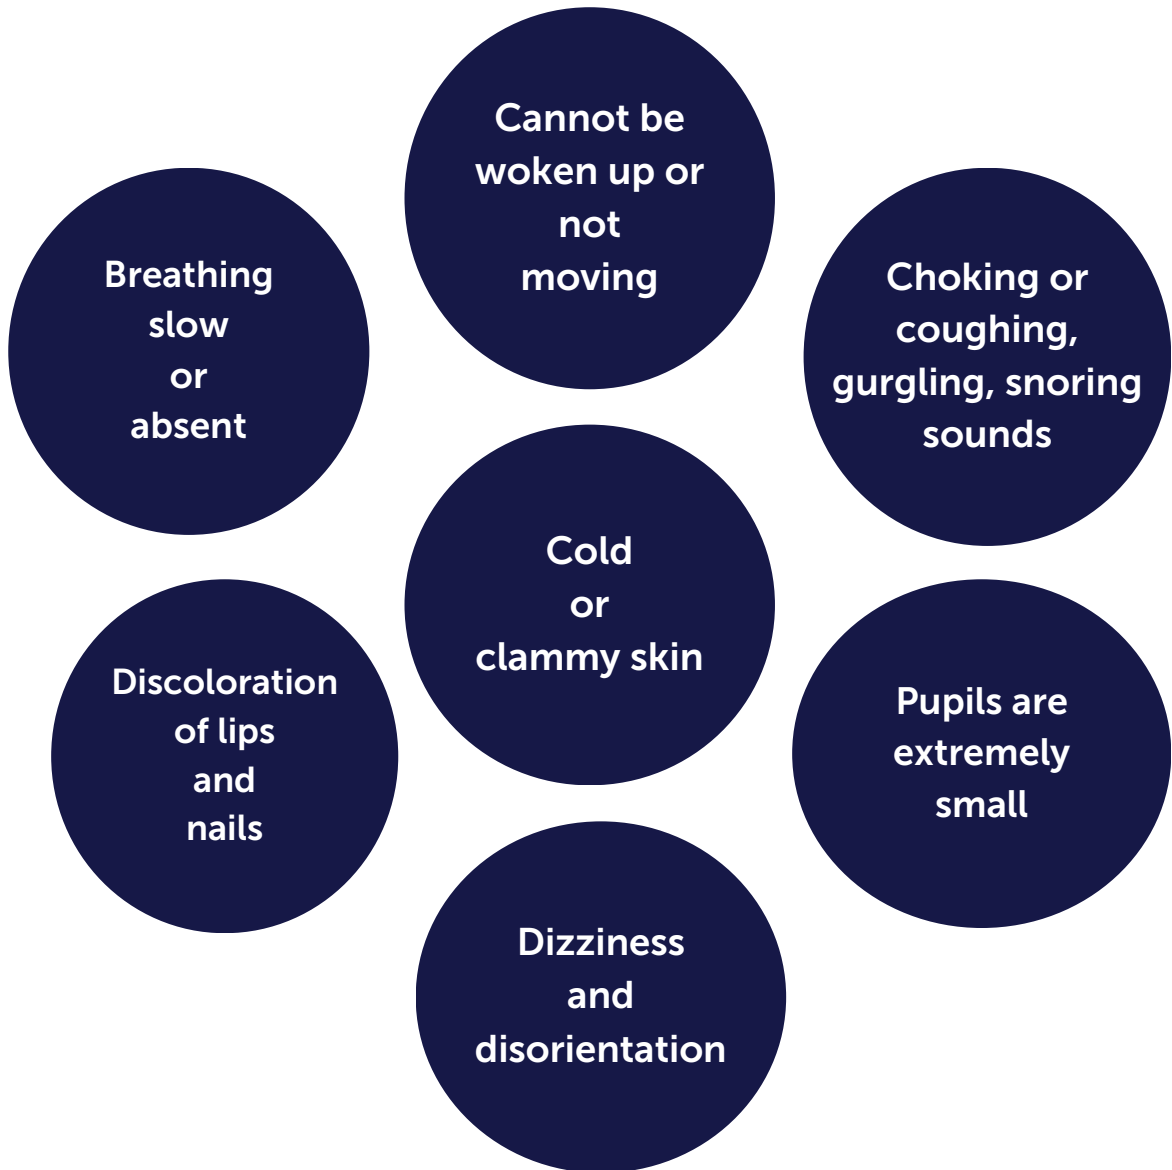 Cannot be
woken up or
not
moving
Breathing
slow
or
absent
Choking or
coughing,
gurgling, snoring
sounds
Cold
or
clammy skin
Discoloration
of lips
and
nails
Pupils are
extremely
small
Dizziness
and
disorientation